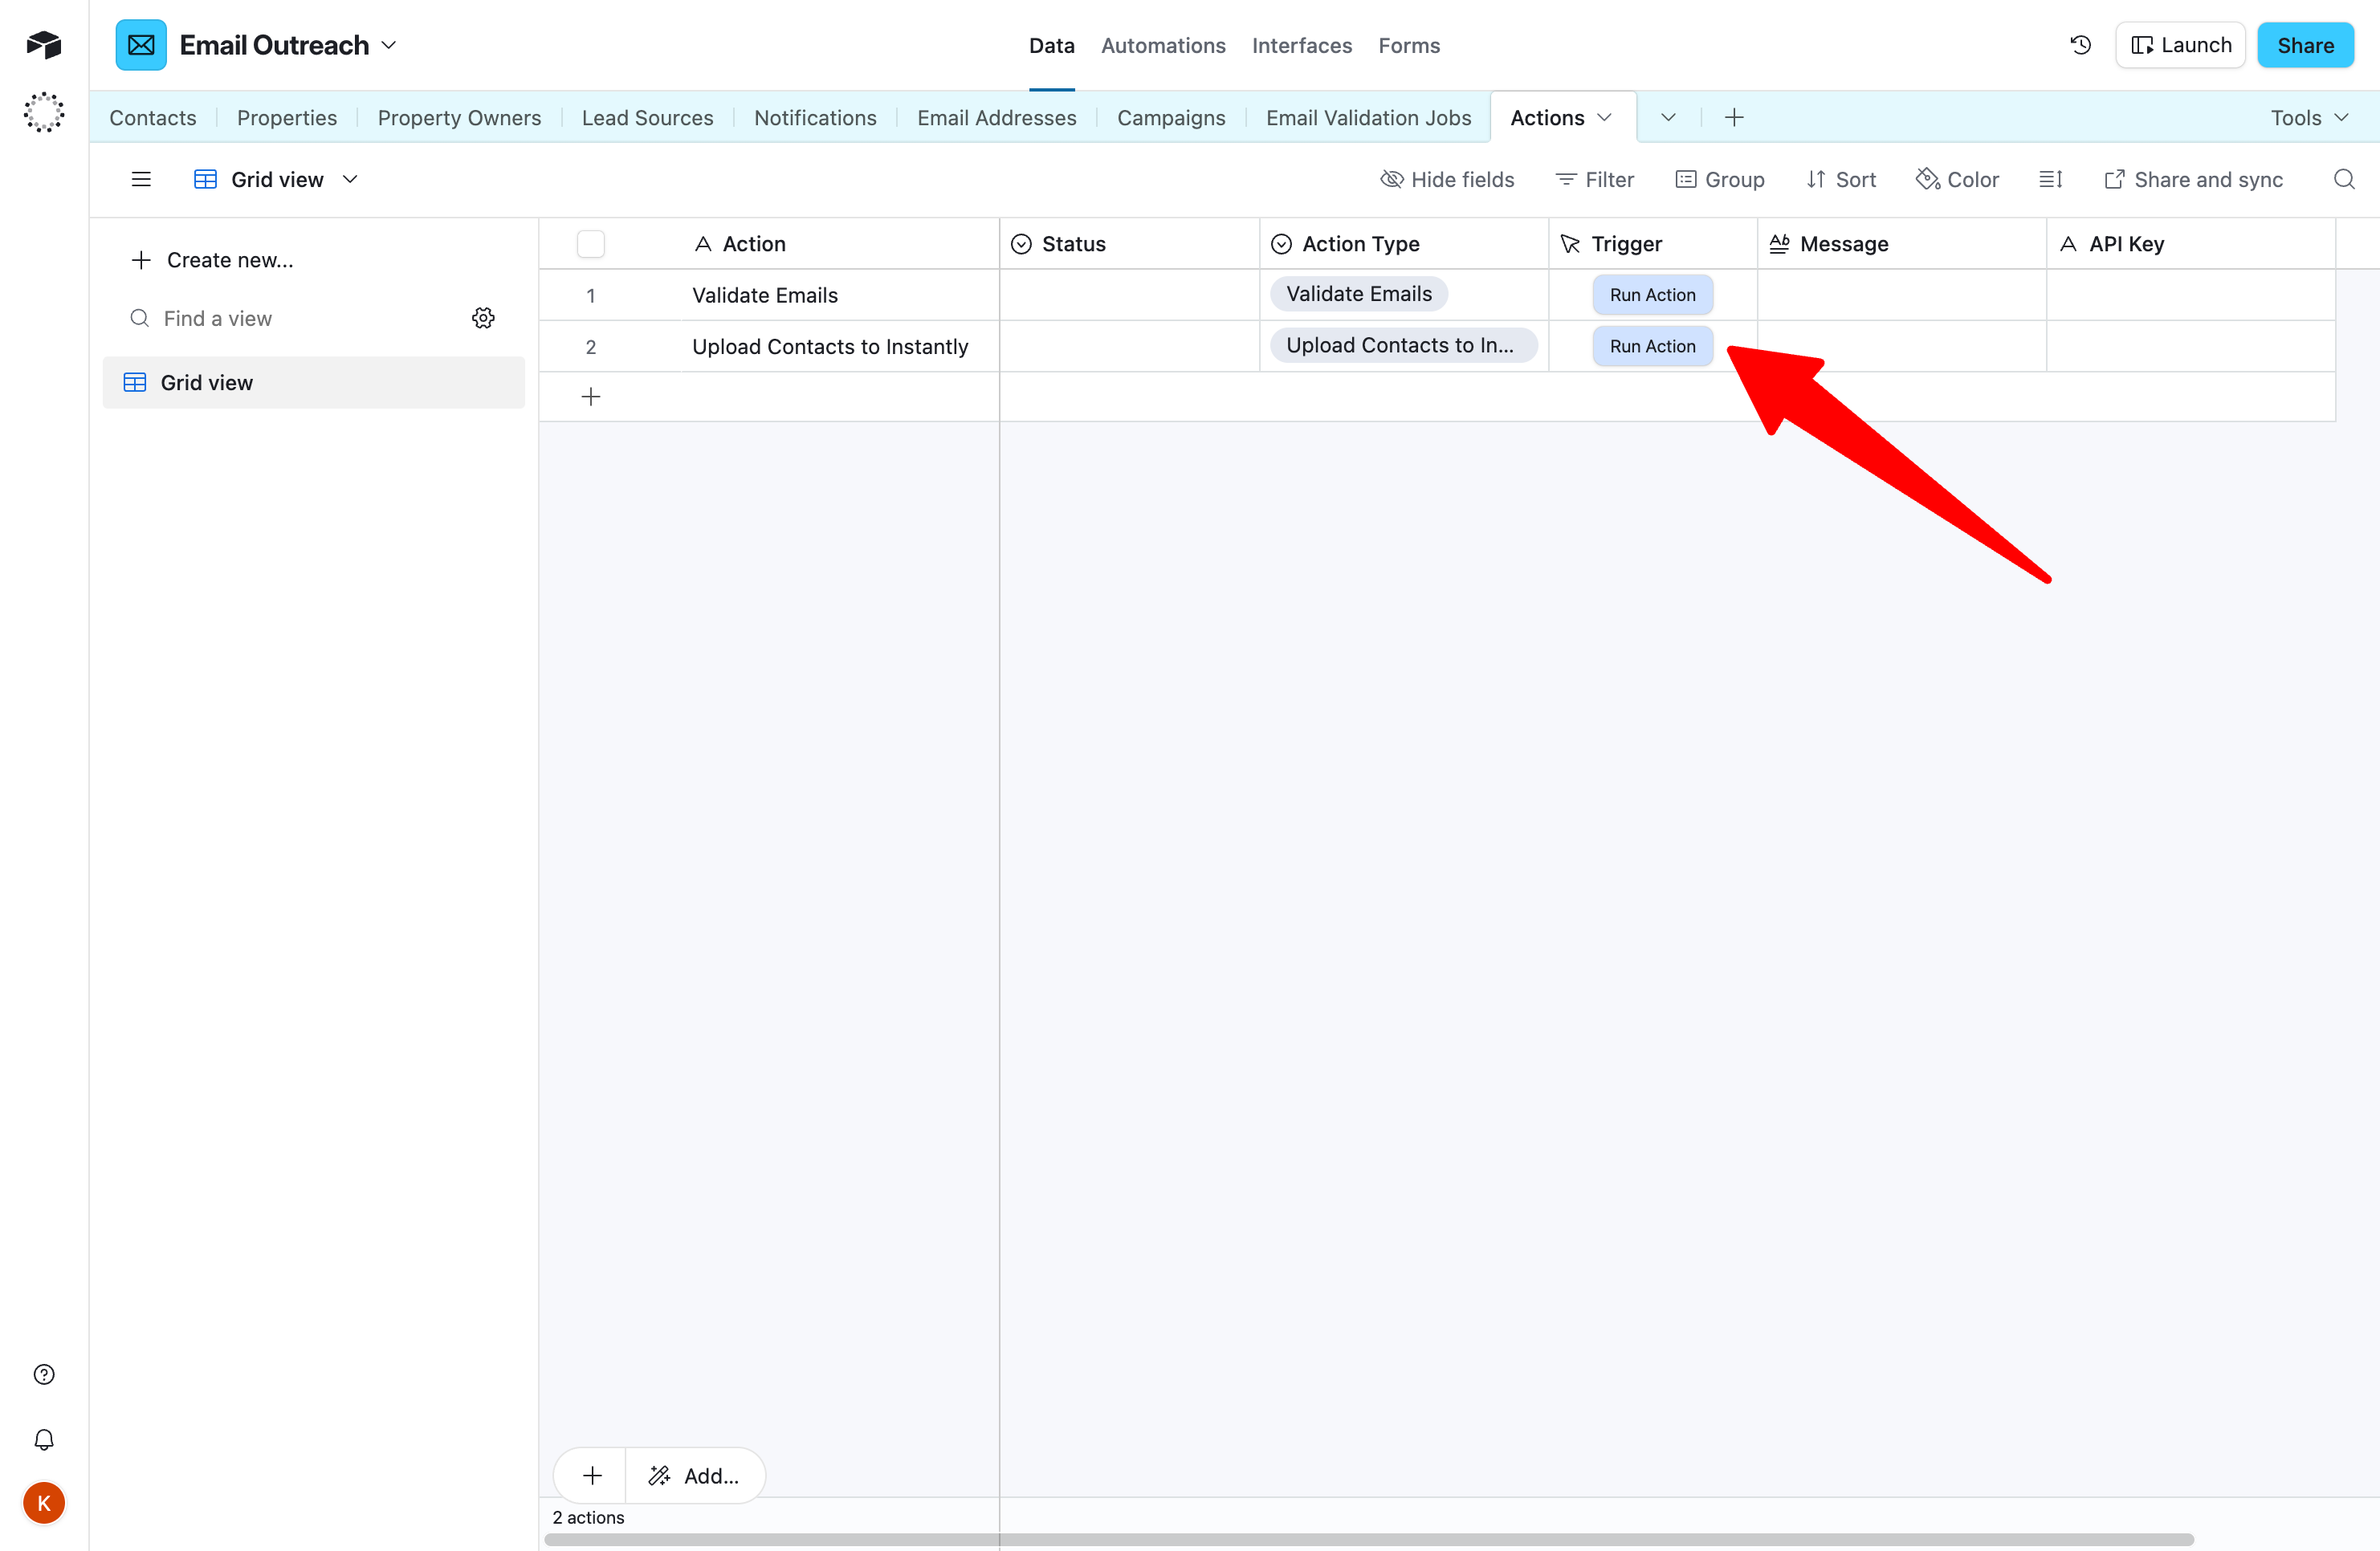 Email Outreach
Data Automations Interfaces Forms
Launch
Share
Contacts Properties Property Owners Lead Sources Notifications Email Addresses Campaigns Email Validation Jobs Actions Tools
Grid view
Hide fields Filter Group Sort Color Share and sync
Create new...
Find a view
Grid view
Action Status Action Type Trigger Message API Key
1 Validate Emails Validate Emails Run Action
2 Upload Contacts to Instantly Upload Contacts to In... Run Action
Add...
2 actions
K